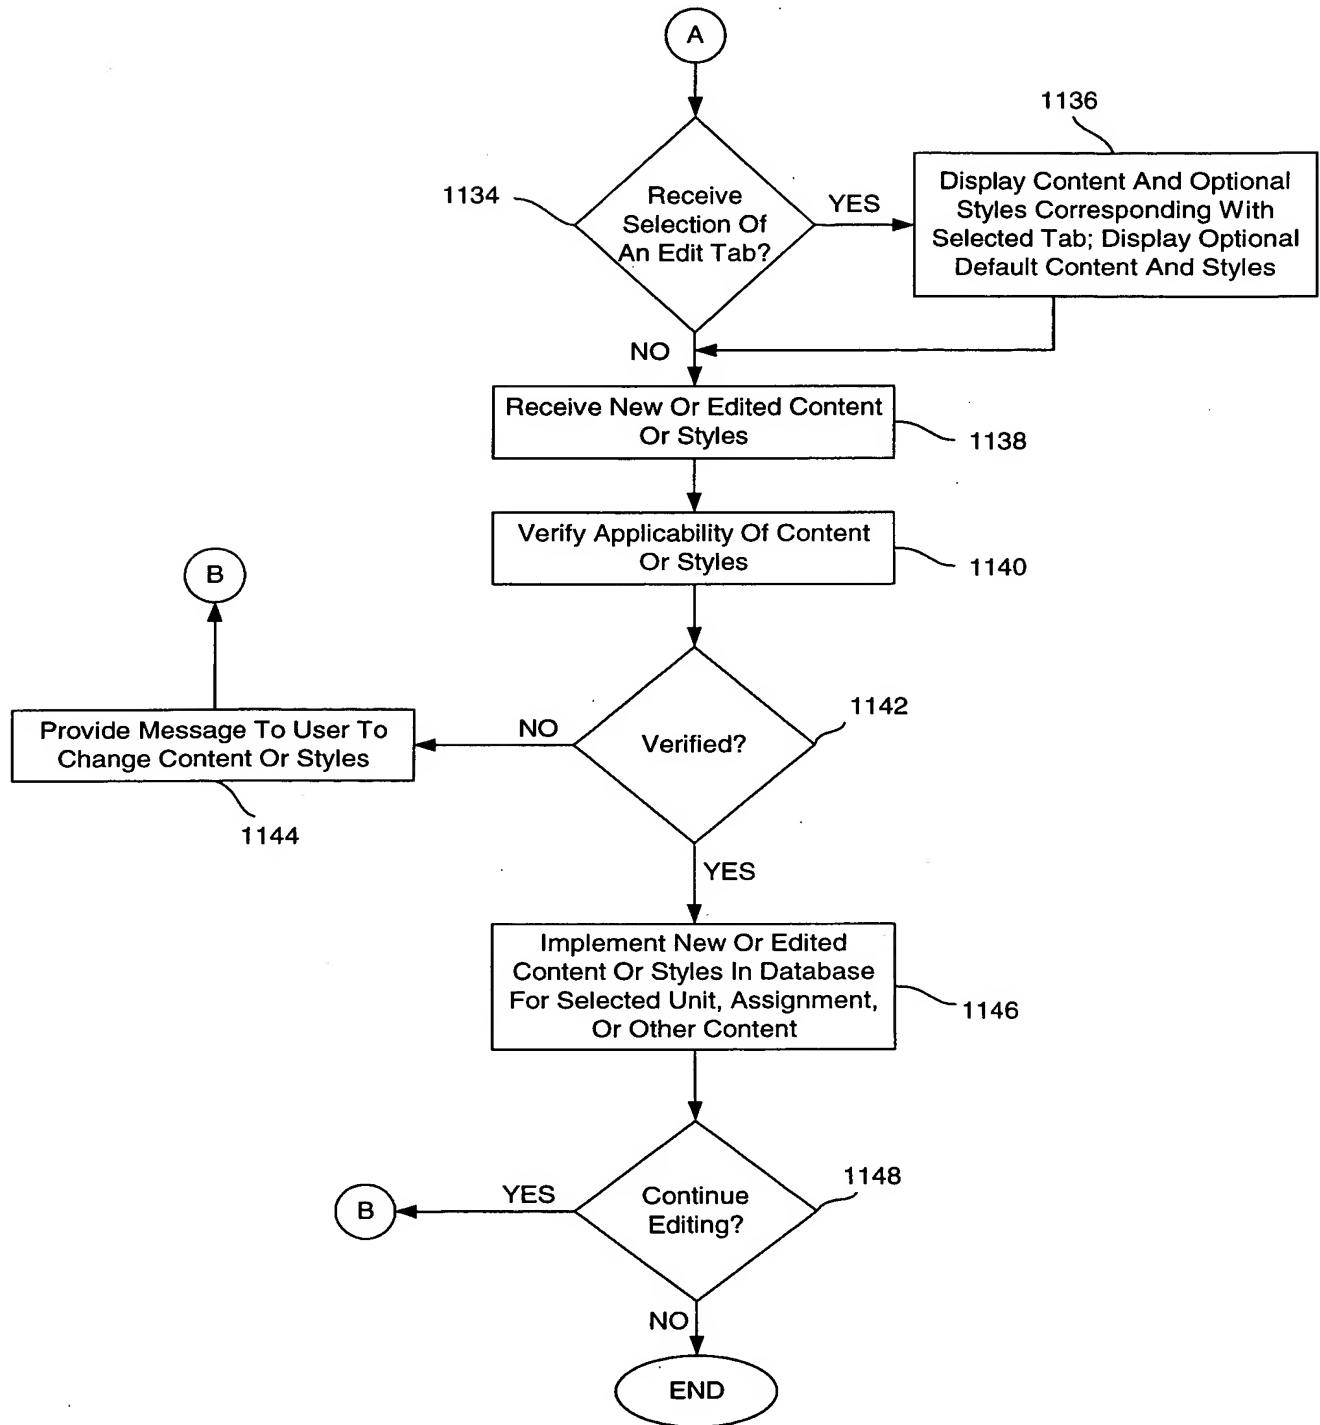 A
1136
1134
Receive
Selection Of
An Edit Tab?
YES
Display Content And Optional
Styles Corresponding With
Selected Tab; Display Optional
Default Content And Styles
NO
Receive New Or Edited Content
Or Styles
1138
Verify Applicability Of Content
Or Styles
1140
B
1142
Provide Message To User To
Change Content Or Styles
NO
Verified?
1144
YES
Implement New Or Edited
Content Or Styles In Database
For Selected Unit, Assignment,
Or Other Content
1146
1148
B
YES
Continue
Editing?
NO
END